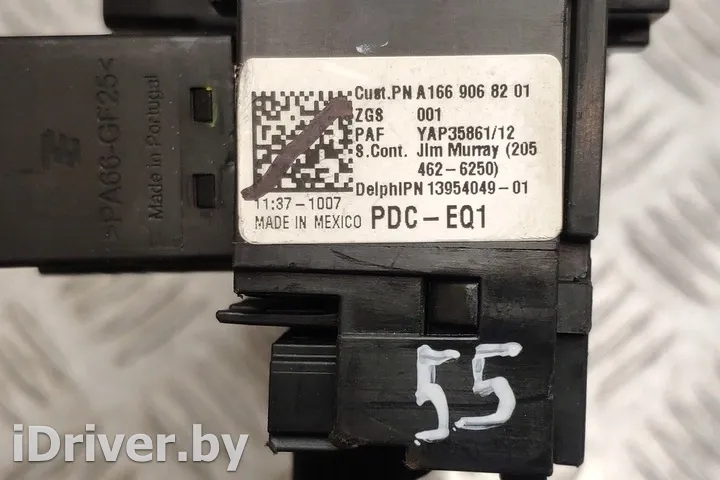 >PA66-GF25<
Made in Portugal
Cust.PN A166 906 82 01
ZGS 001
PAF YAP35861/12
S.Cont. Jim Murray (205
462-6250)
DelphiPN 13954049-01
11:37-1007
MADE IN MEXICO PDC-EQ1
55
iDriver.by